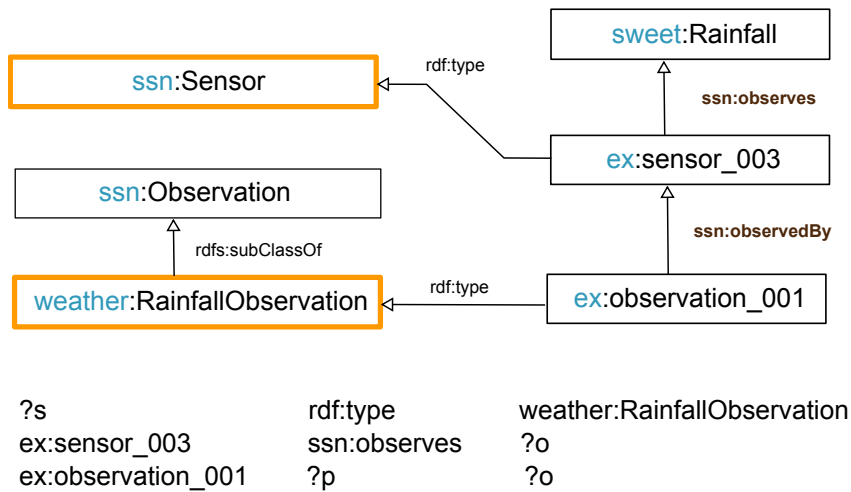 sweet:Rainfall
rdf:type
ssn:Sensor
ssn:observes
ex:sensor_003
ssn:Observation
ssn:observedBy
rdfs:subClassOf
weather:RainfallObservation
rdf:type
ex:observation_001
?s rdf:type weather:RainfallObservation
ex:sensor_003 ssn:observes ?o
ex:observation_001 ?p ?o